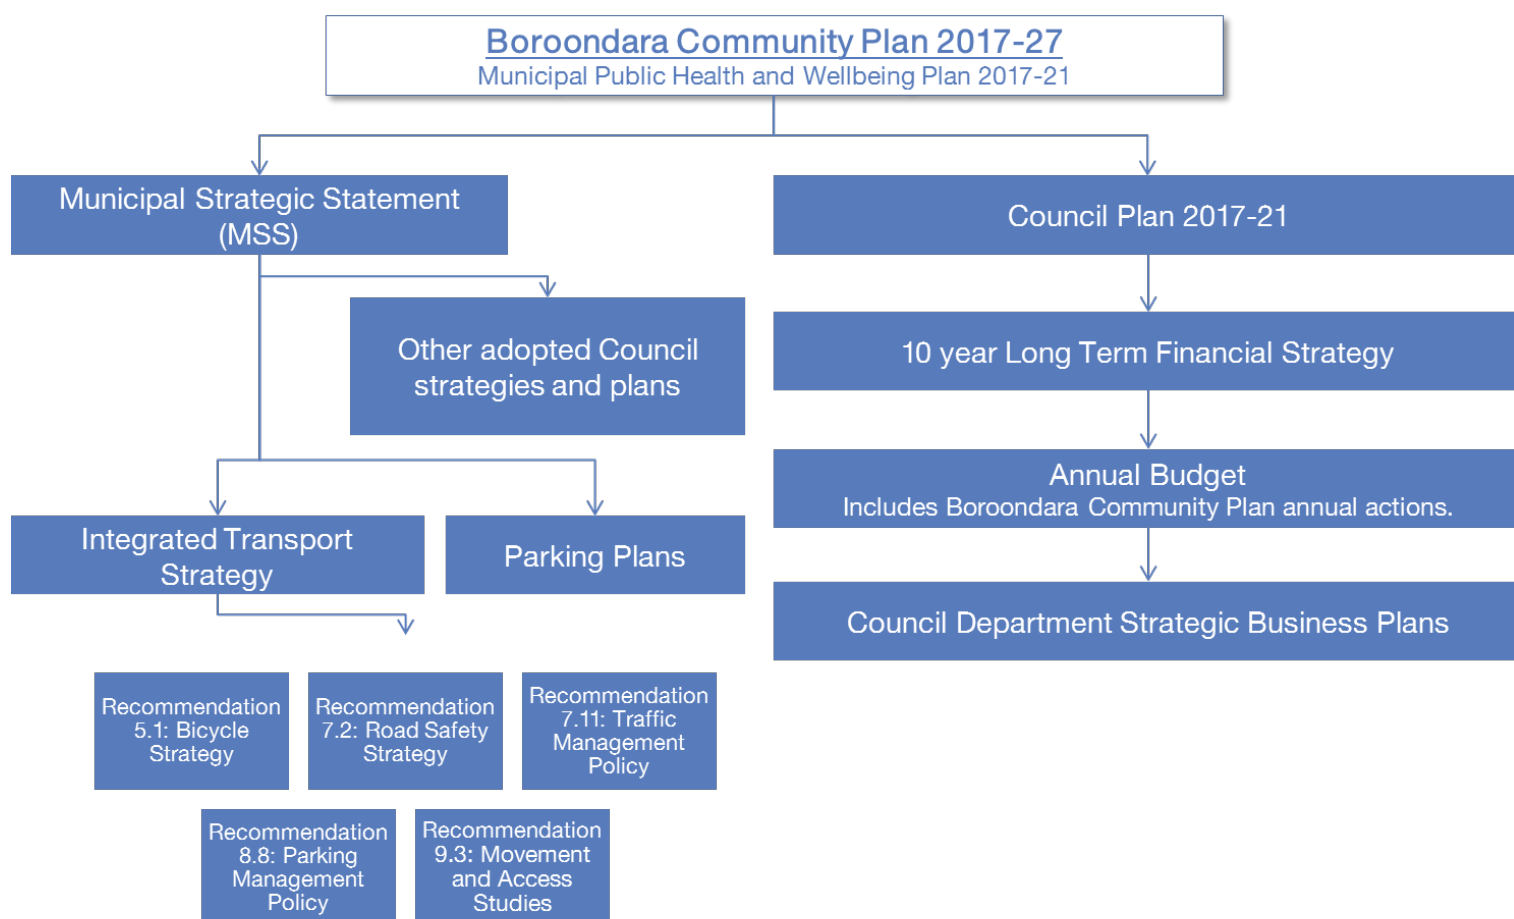 Boroondara Community Plan 2017-27
Municipal Public Health and Wellbeing Plan 2017-21
Municipal Strategic Statement
(MSS)
Council Plan 2017-21
Other adopted Council
strategies and plans
10 year Long Term Financial Strategy
Annual Budget
Includes Boroondara Community Plan annual actions.
Integrated Transport
Strategy
Parking Plans
Council Department Strategic Business Plans
Recommendation
5.1: Bicycle
Strategy
Recommendation
7.2: Road Safety
Strategy
Recommendation
7.11: Traffic
Management
Policy
Recommendation
8.8: Parking
Management
Policy
Recommendation
9.3: Movement
and Access
Studies